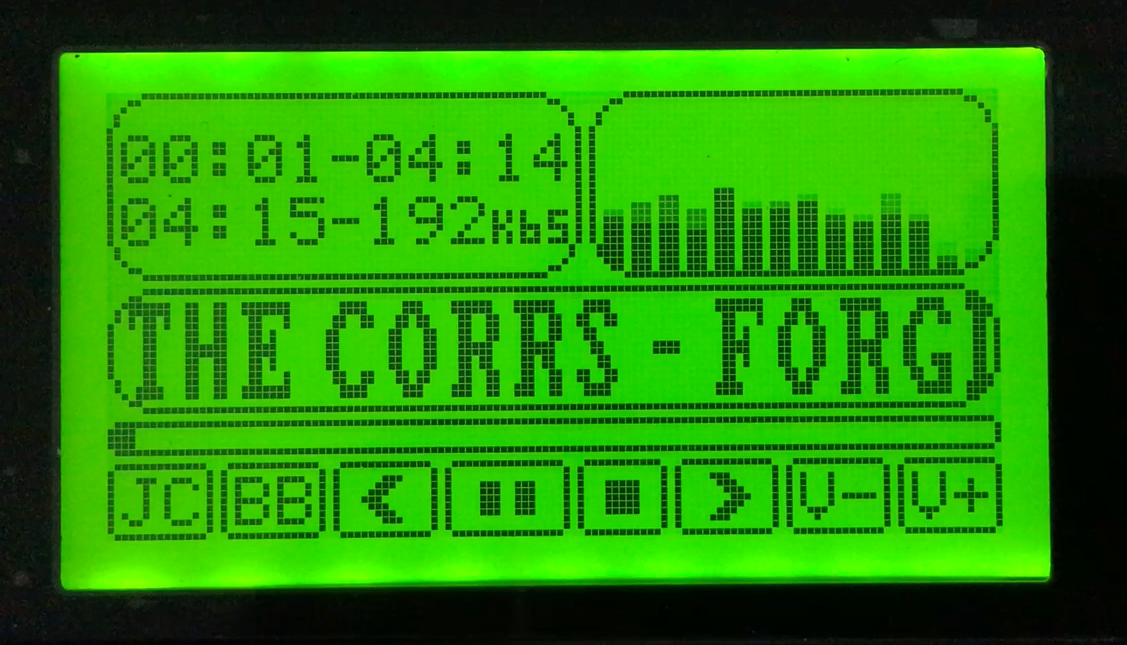 00:01-04:14
04:15-192Kbs
THE CORRS - FORG
JC BB < > V- V+